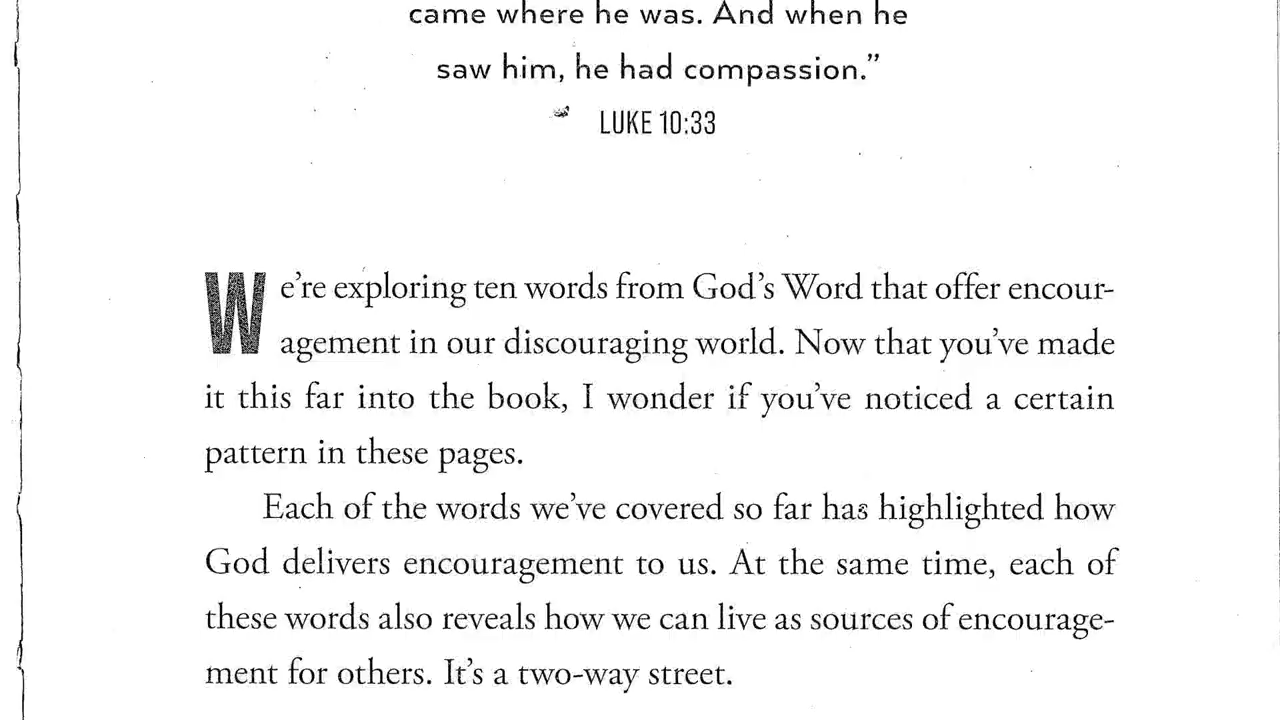 came where he was. And when he
saw him, he had compassion.”
LUKE 10:33
We’re exploring ten words from God’s Word that offer encour-
agement in our discouraging world. Now that you’ve made
it this far into the book, I wonder if you’ve noticed a certain
pattern in these pages.
Each of the words we’ve covered so far has highlighted how
God delivers encouragement to us. At the same time, each of
these words also reveals how we can live as sources of encourage-
ment for others. It’s a two-way street.